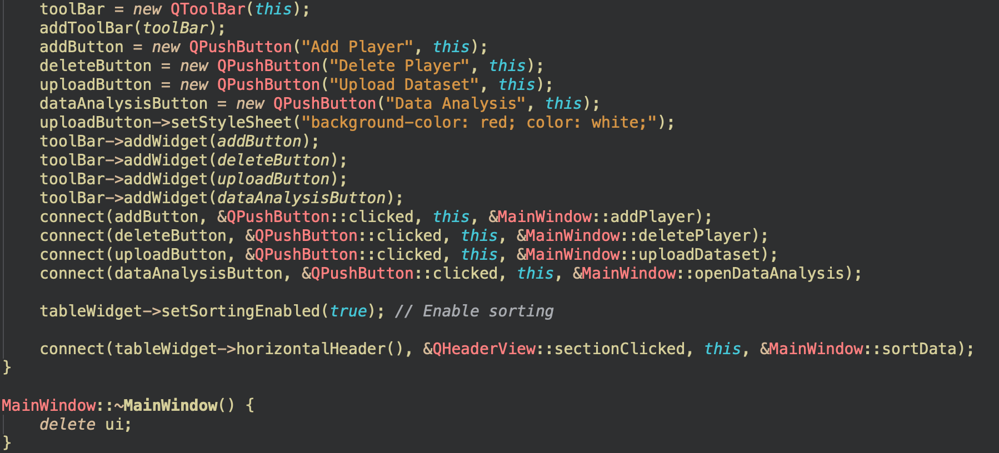 toolBar = new QToolBar(this);
addToolBar(toolBar);
addButton = new QPushButton("Add Player", this);
deleteButton = new QPushButton("Delete Player", this);
uploadButton = new QPushButton("Upload Dataset", this);
dataAnalysisButton = new QPushButton("Data Analysis", this);
uploadButton->setStyleSheet("background-color: red; color: white;");
toolBar->addWidget(addButton);
toolBar->addWidget(deleteButton);
toolBar->addWidget(uploadButton);
toolBar->addWidget(dataAnalysisButton);
connect(addButton, &QPushButton::clicked, this, &MainWindow::addPlayer);
connect(deleteButton, &QPushButton::clicked, this, &MainWindow::deletePlayer);
connect(uploadButton, &QPushButton::clicked, this, &MainWindow::uploadDataset);
connect(dataAnalysisButton, &QPushButton::clicked, this, &MainWindow::openDataAnalysis);
tableWidget->setSortingEnabled(true); // Enable sorting
connect(tableWidget->horizontalHeader(), &QHeaderView::sectionClicked, this, &MainWindow::sortData);
}
MainWindow::~MainWindow() {
delete ui;
}